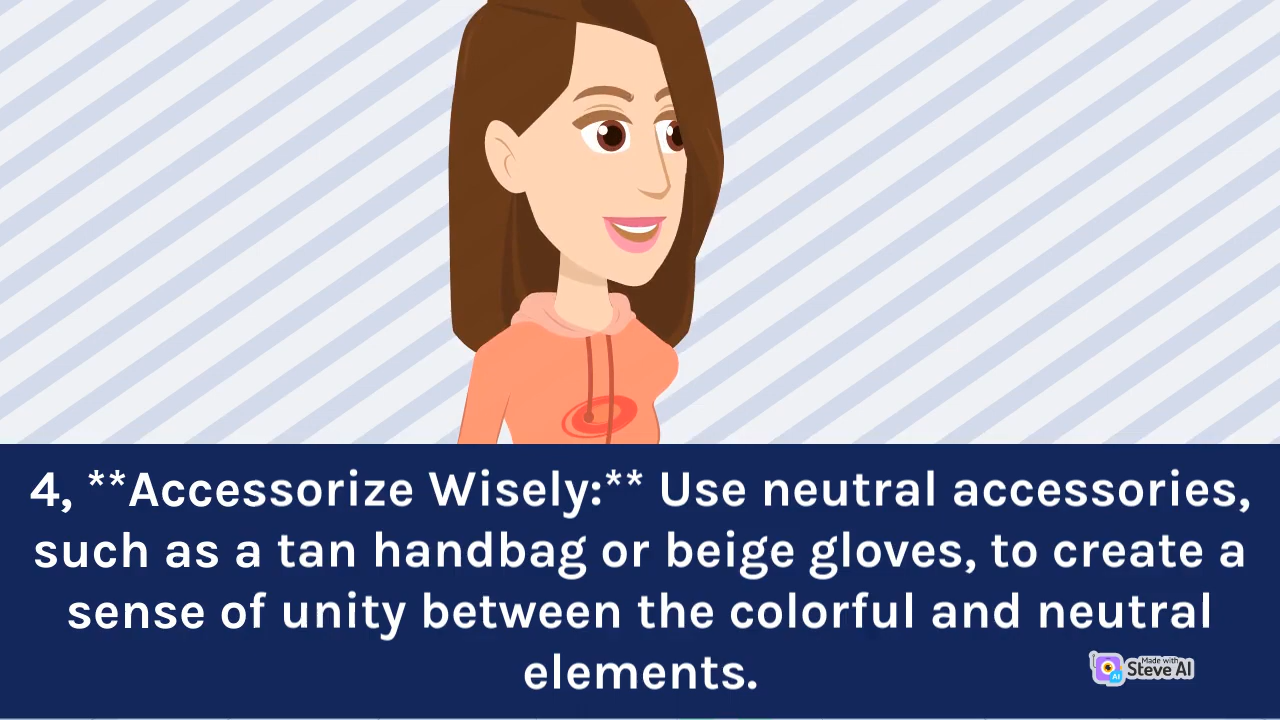 4, **Accessorize Wisely:** Use neutral accessories,
such as a tan handbag or beige gloves, to create a
sense of unity between the colorful and neutral
elements.
Made with
Steve AI
AI